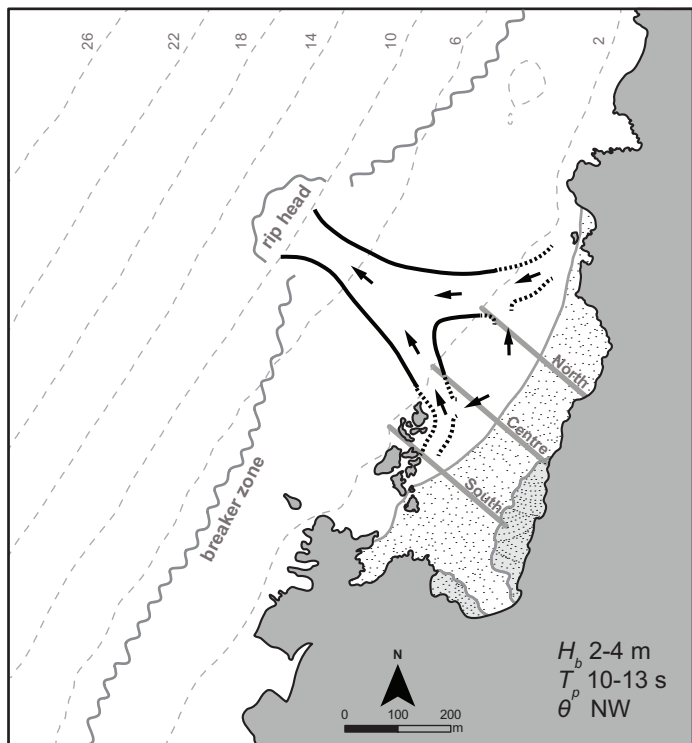 26
22
18
14
10
6
2
rip head
breaker zone
North
Centre
South
N
0 100 200
m
H_b 2-4 m
T_p 10-13 s
θ NW